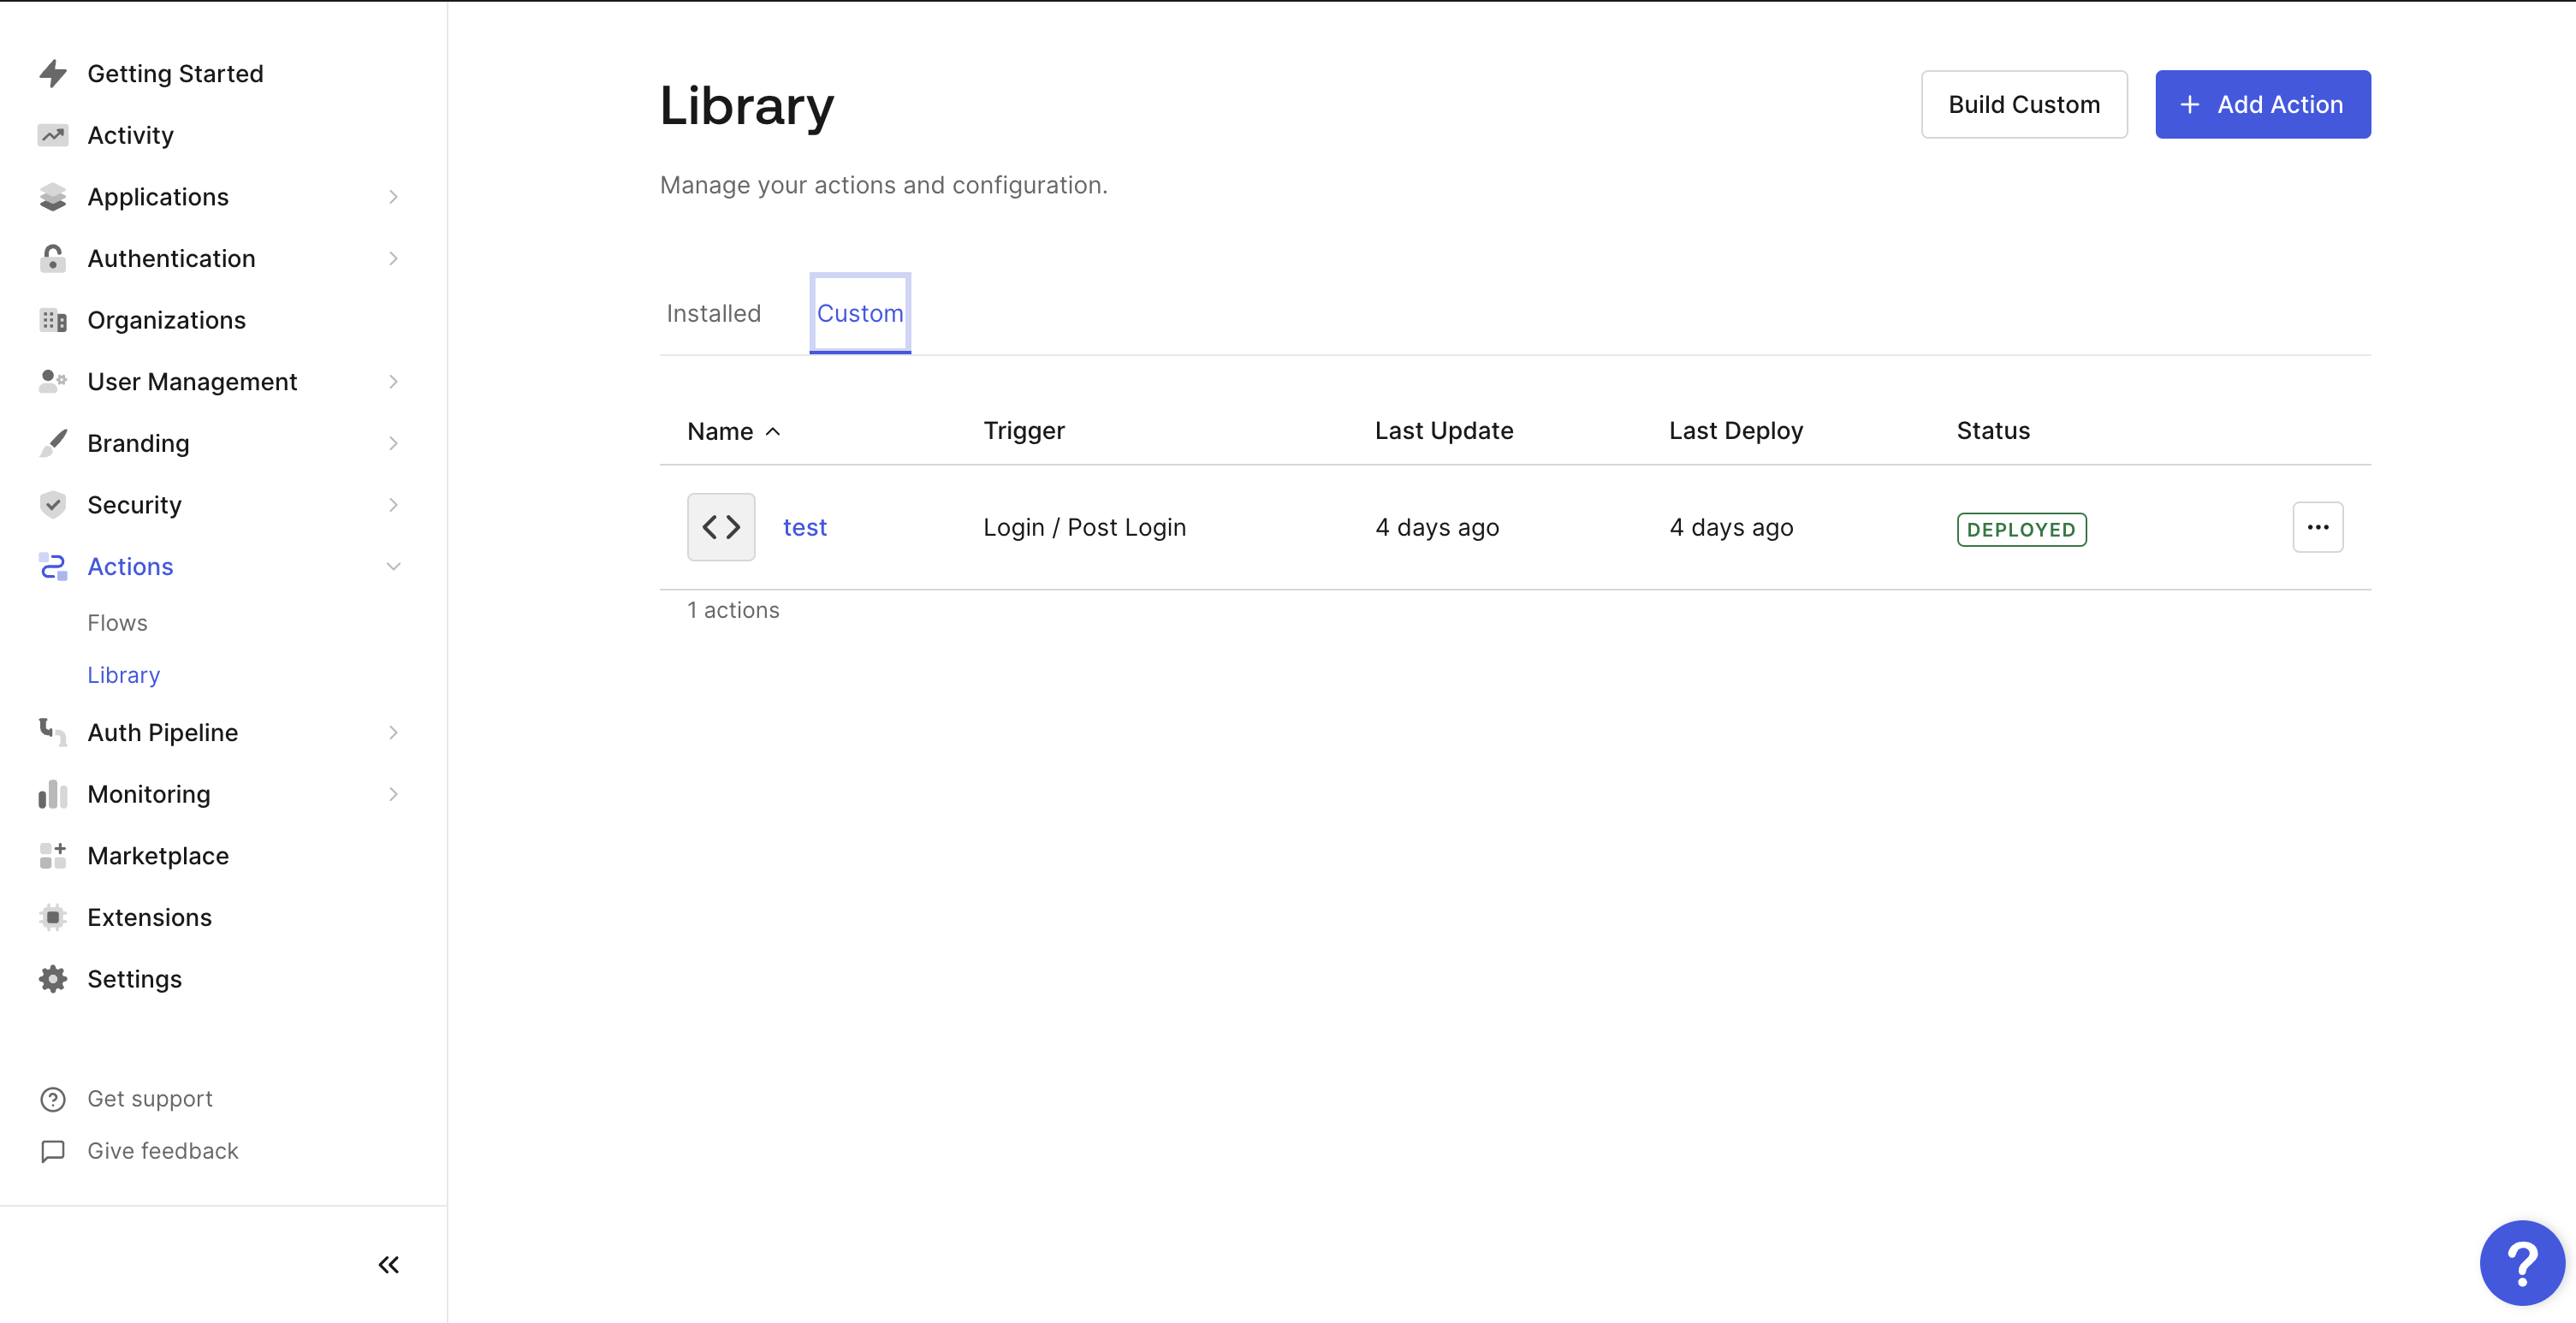 Getting Started
Activity
Applications
Authentication
Organizations
User Management
Branding
Security
Actions
Flows
Library
Auth Pipeline
Monitoring
Marketplace
Extensions
Settings
Get support
Give feedback
Library
Build Custom
+ Add Action
Manage your actions and configuration.
Installed Custom
Name Trigger Last Update Last Deploy Status
test Login / Post Login 4 days ago 4 days ago DEPLOYED
1 actions
?